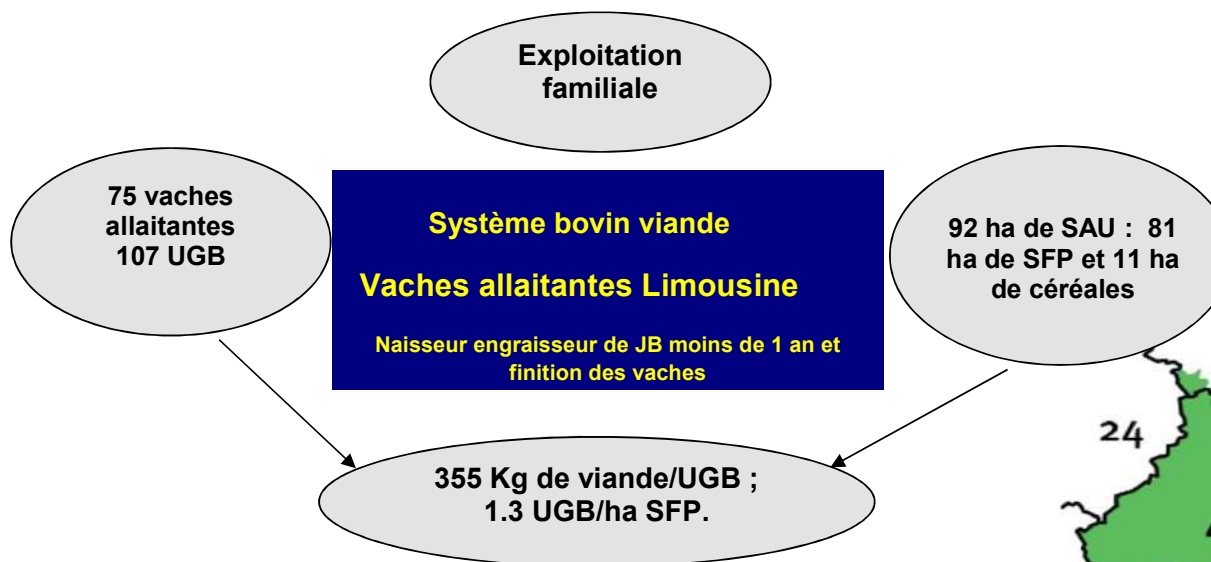 Exploitation
familiale
75 vaches
allaitantes
107 UGB
Système bovin viande
Vaches allaitantes Limousine
Naisseur engraisseur de JB moins de 1 an et
finition des vaches
92 ha de SAU : 81
ha de SFP et 11 ha
de céréales
24
355 Kg de viande/UGB ;
1.3 UGB/ha SFP.